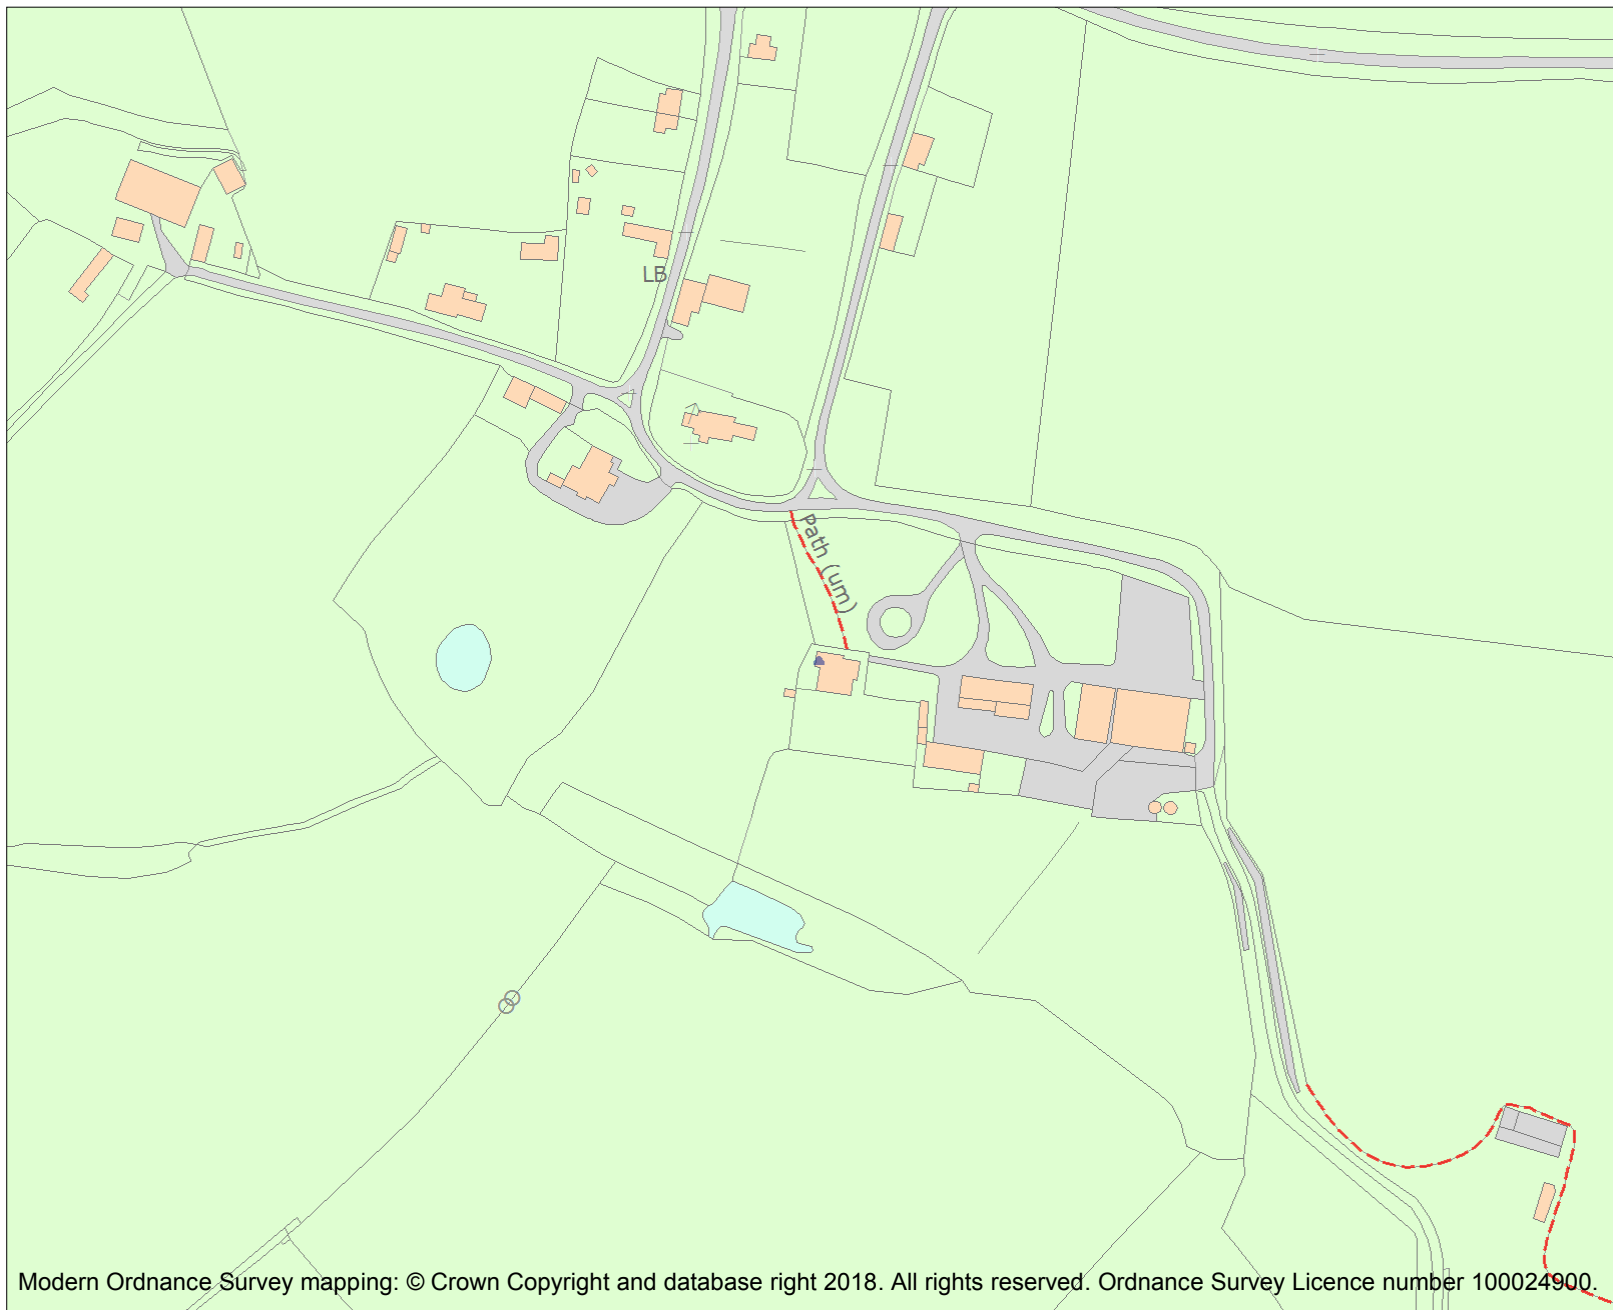 LB
Path (um)
Modern Ordnance Survey mapping: © Crown Copyright and database right 2018. All rights reserved. Ordnance Survey Licence number 100024900.